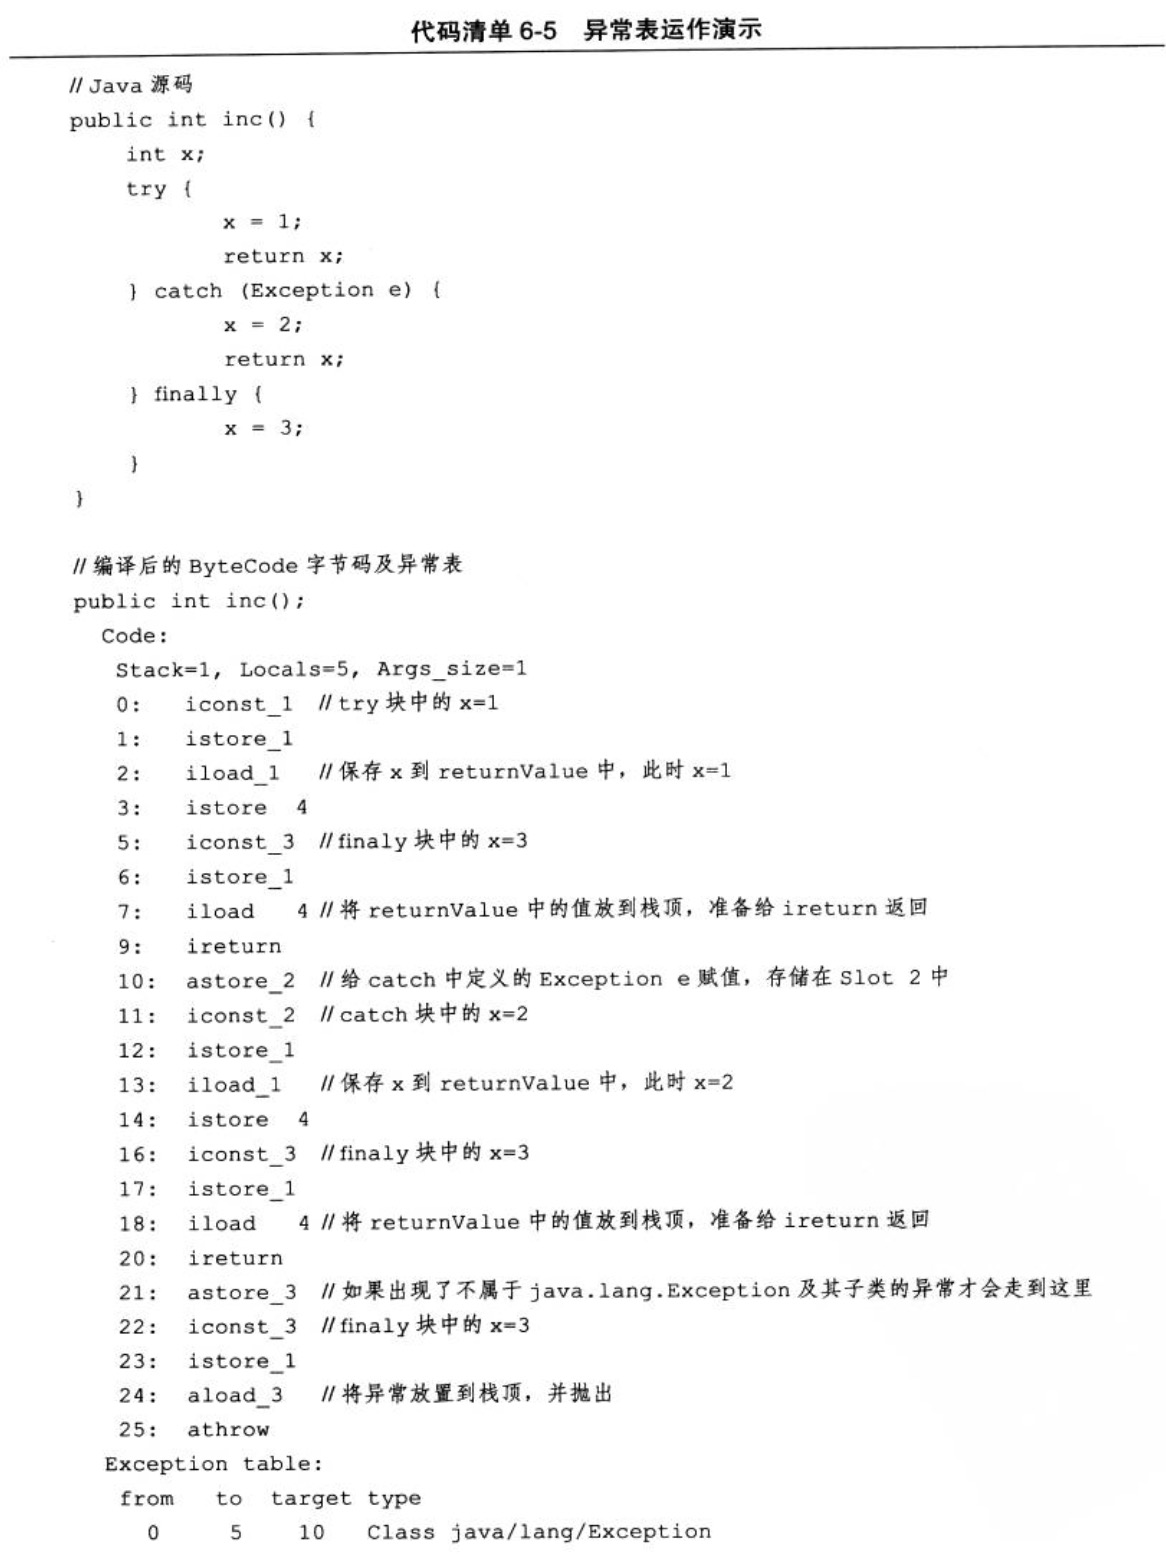 代码清单 6-5 异常表运作演示
// Java 源码
public int inc() {
    int x;
    try {
        x = 1;
        return x;
    } catch (Exception e) {
        x = 2;
        return x;
    } finally {
        x = 3;
    }
}
// 编译后的 ByteCode 字节码及异常表
public int inc();
  Code:
   Stack=1, Locals=5, Args_size=1
   0: iconst_1 // try 块中的 x=1
   1: istore_1
   2: iload_1 // 保存 x 到 returnValue 中，此时 x=1
   3: istore 4
   5: iconst_3 // finaly 块中的 x=3
   6: istore_1
   7: iload 4 // 将 returnValue 中的值放到栈顶，准备给 ireturn 返回
   9: ireturn
   10: astore_2 // 给 catch 中定义的 Exception e 赋值，存储在 Slot 2 中
   11: iconst_2 // catch 块中的 x=2
   12: istore_1
   13: iload_1 // 保存 x 到 returnValue 中，此时 x=2
   14: istore 4
   16: iconst_3 // finaly 块中的 x=3
   17: istore_1
   18: iload 4 // 将 returnValue 中的值放到栈顶，准备给 ireturn 返回
   20: ireturn
   21: astore_3 // 如果出现了不属于 java.lang.Exception 及其子类的异常才会走到这里
   22: iconst_3 // finaly 块中的 x=3
   23: istore_1
   24: aload_3 // 将异常放置到栈顶，并抛出
   25: athrow
  Exception table:
   from to target type
   0 5 10 Class java/lang/Exception